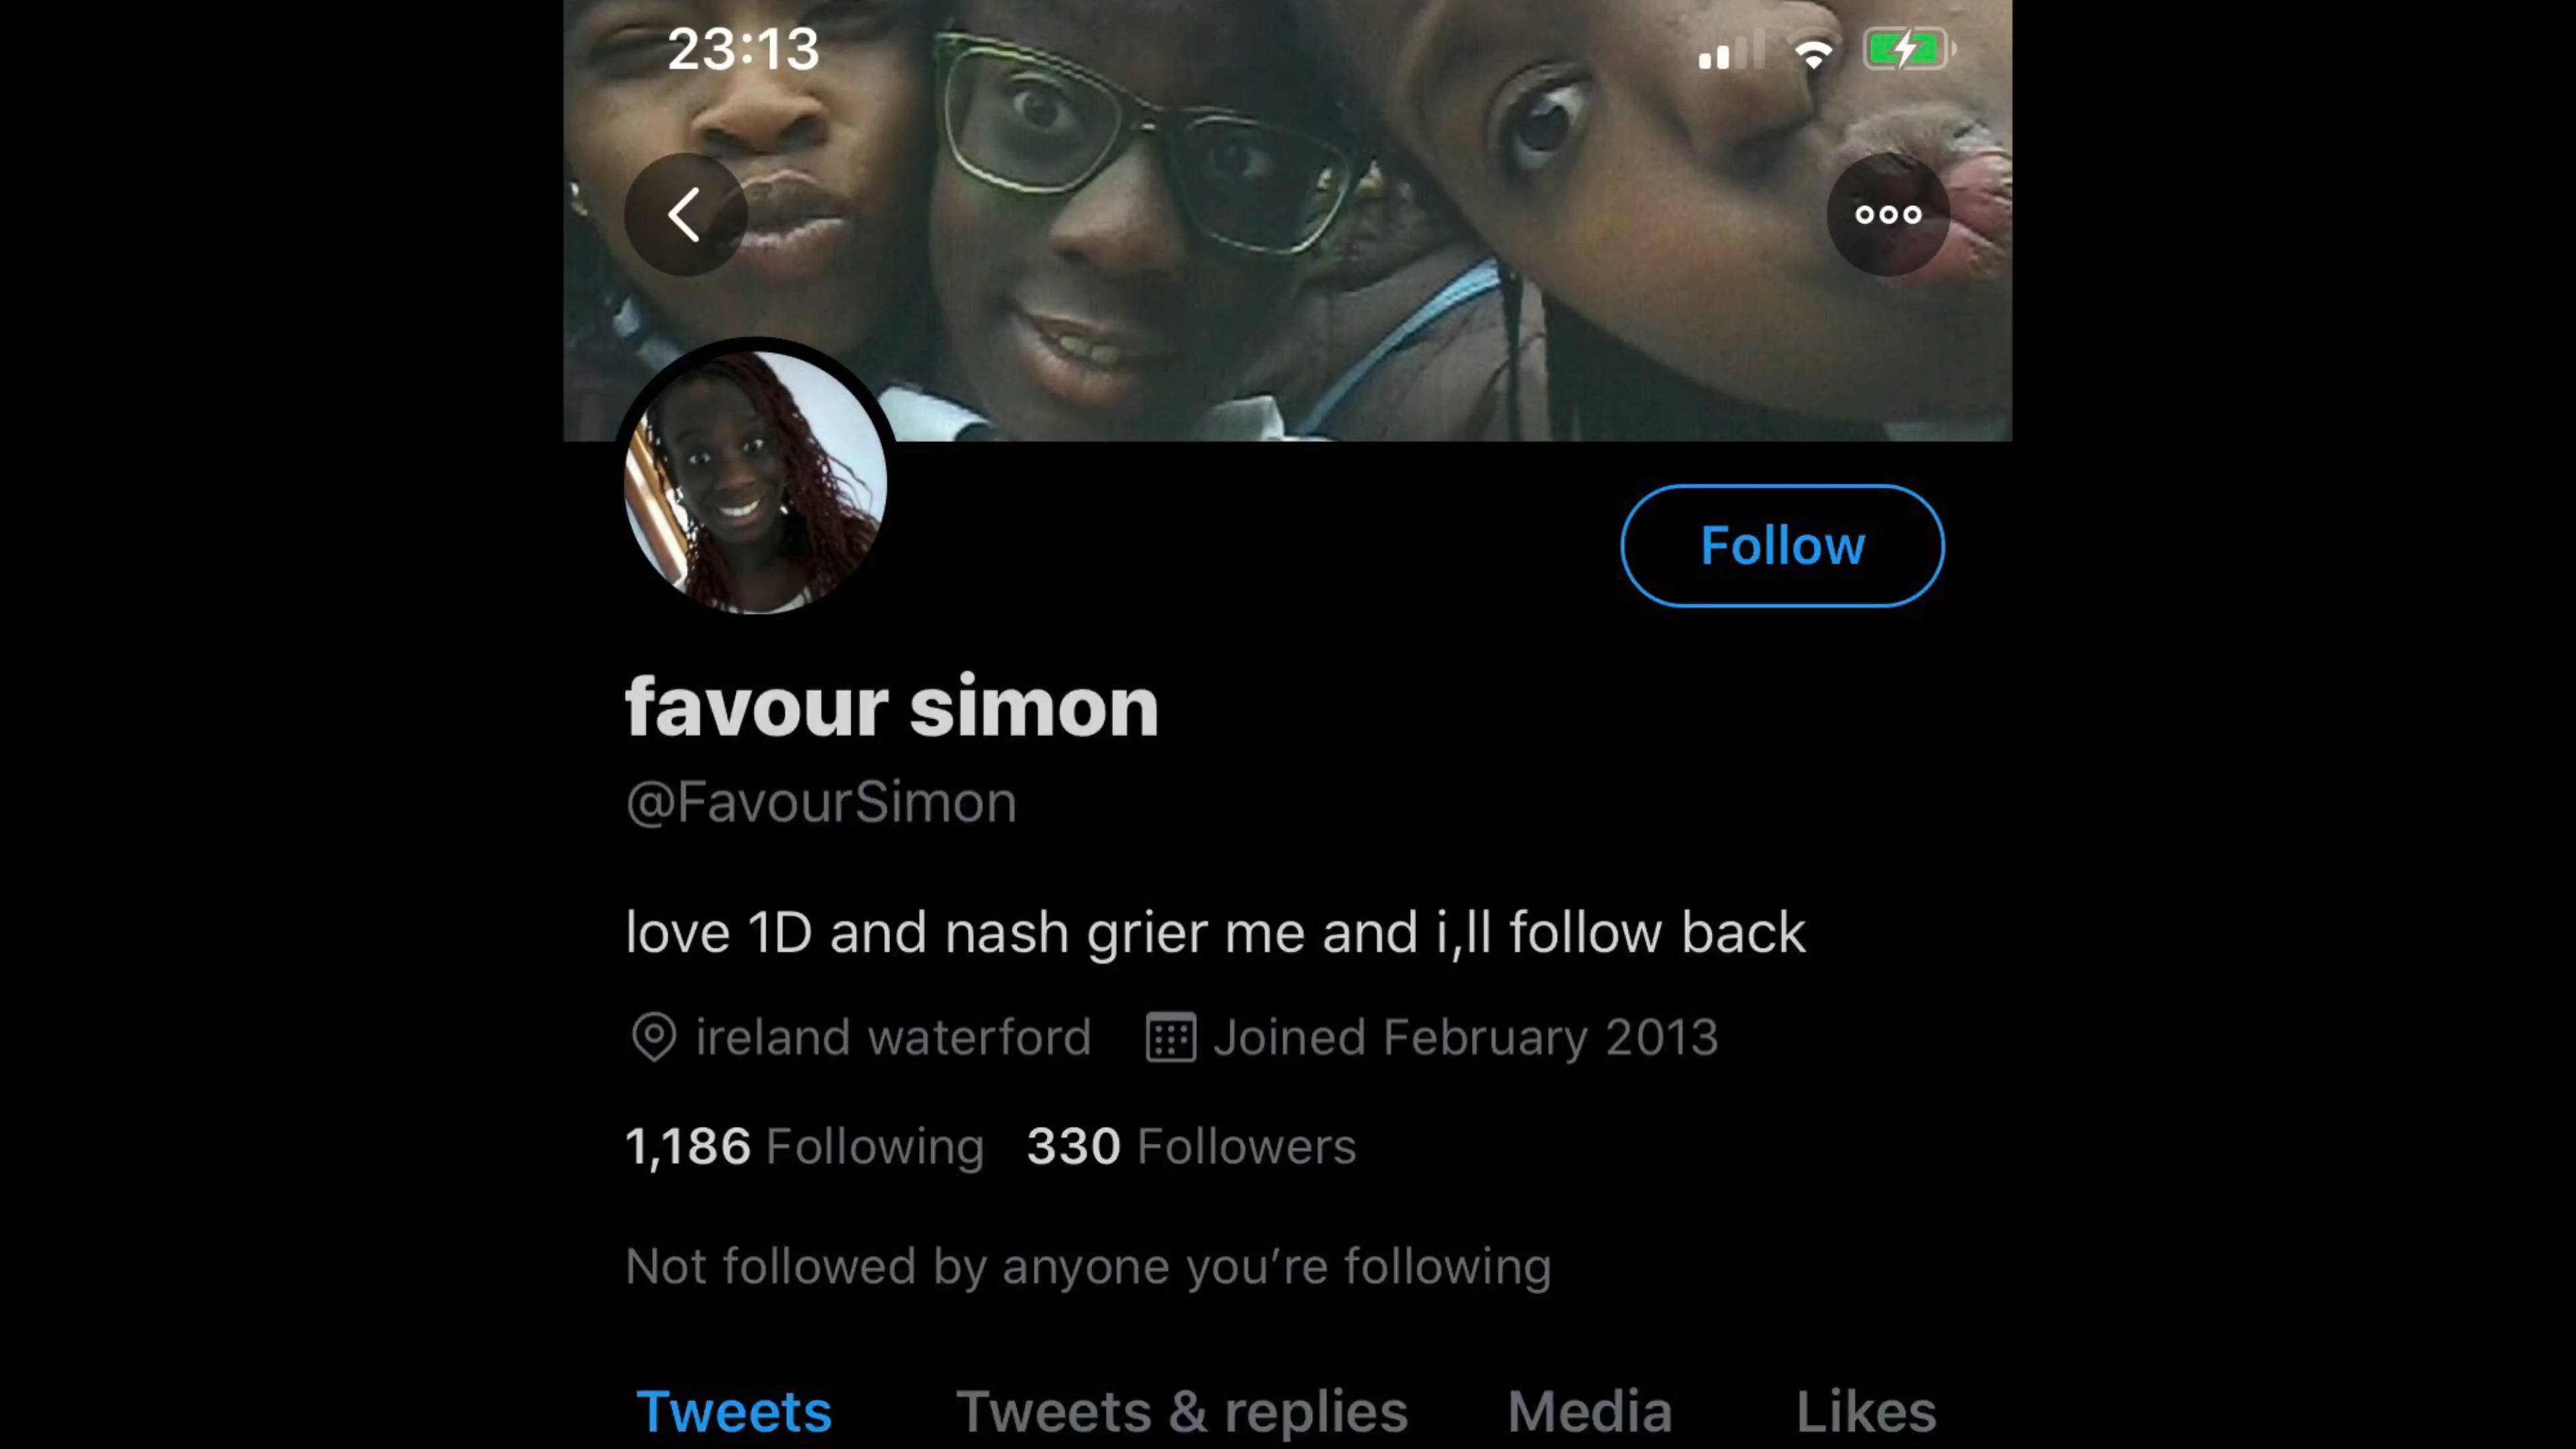 23:13
Follow
favour simon
@FavourSimon
love 1D and nash grier me and i,ll follow back
ireland waterford Joined February 2013
1,186 Following 330 Followers
Not followed by anyone you’re following
Tweets Tweets & replies Media Likes